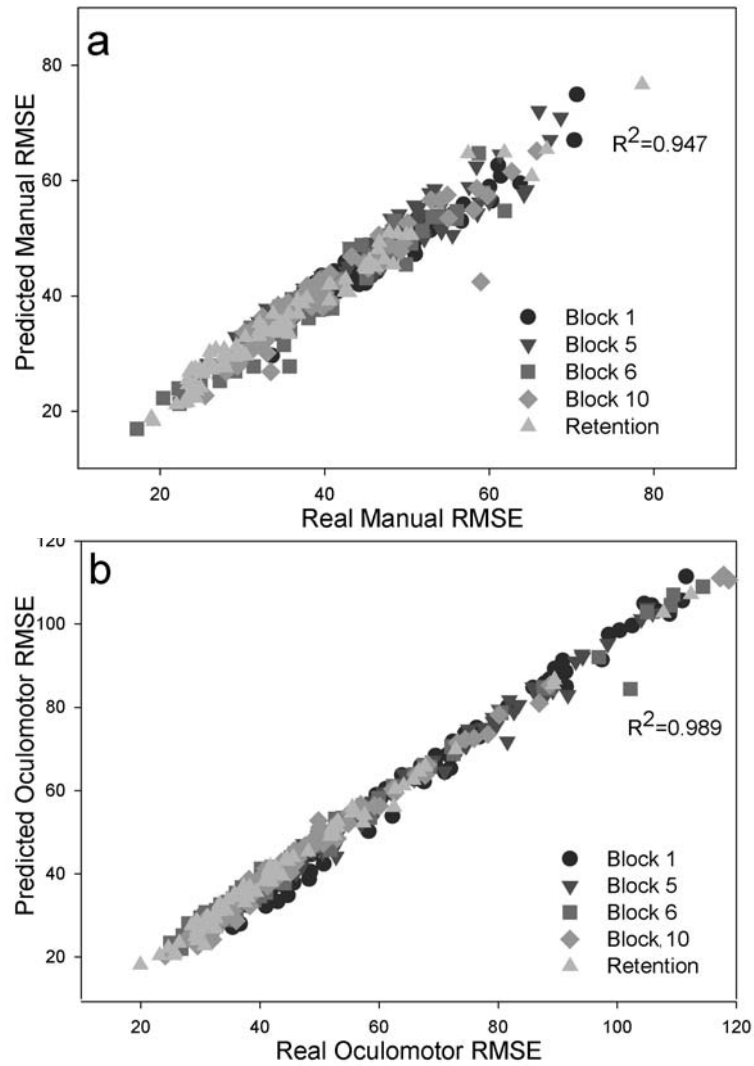 a
80
60
40
20
Predicted Manual RMSE
R2=0.947
Block 1
Block 5
Block 6
Block 10
Retention
20 40 60 80
Real Manual RMSE
b
120
100
80
60
40
20
Predicted Oculomotor RMSE
R2=0.989
Block 1
Block 5
Block 6
Block, 10
Retention
20 40 60 80 100 120
Real Oculomotor RMSE